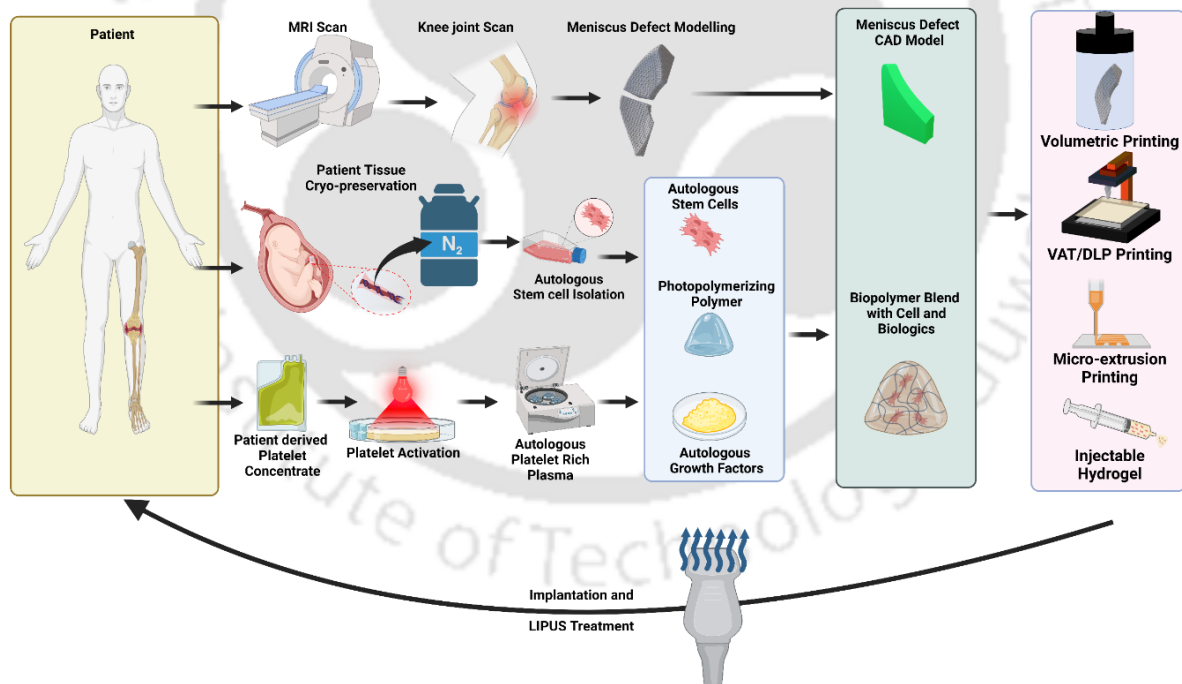 Patient
MRI Scan
Knee joint Scan
Meniscus Defect Modelling
Meniscus Defect
CAD Model
Volumetric Printing
Patient Tissue
Cryo-preservation
N2
Autologous
Stem cell Isolation
Autologous
Stem Cells
Photopolymerizing
Polymer
VAT/DLP Printing
Biopolymer Blend
with Cell and
Biologics
Micro-extrusion
Printing
Patient derived
Platelet
Concentrate
Platelet Activation
Autologous
Platelet Rich
Plasma
Autologous
Growth Factors
Injectable
Hydrogel
Implantation and
LIPUS Treatment
itute of Technolo